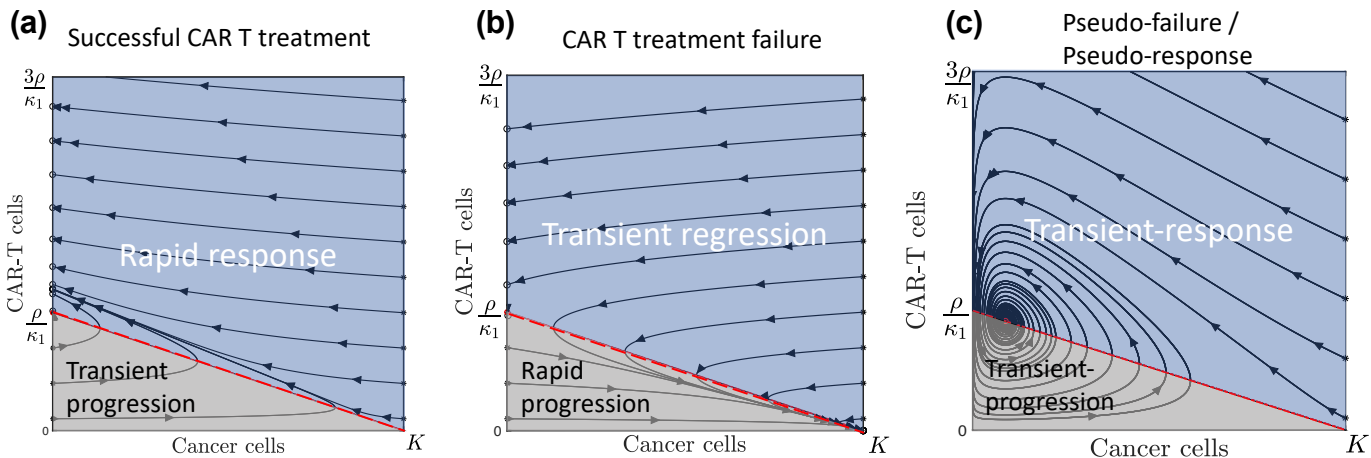 (a)
Successful CAR T treatment
3ρ
κ₁
CAR-T cells
Rapid response
ρ
κ₁
Transient
progression
0
Cancer cells
K
(b)
CAR T treatment failure
3ρ
κ₁
CAR-T cells
Transient regression
ρ
κ₁
Rapid
progression
0
Cancer cells
K
(c)
Pseudo-failure /
Pseudo-response
3ρ
κ₁
CAR-T cells
Transient-response
ρ
κ₁
Transient-
progression
0
Cancer cells
K